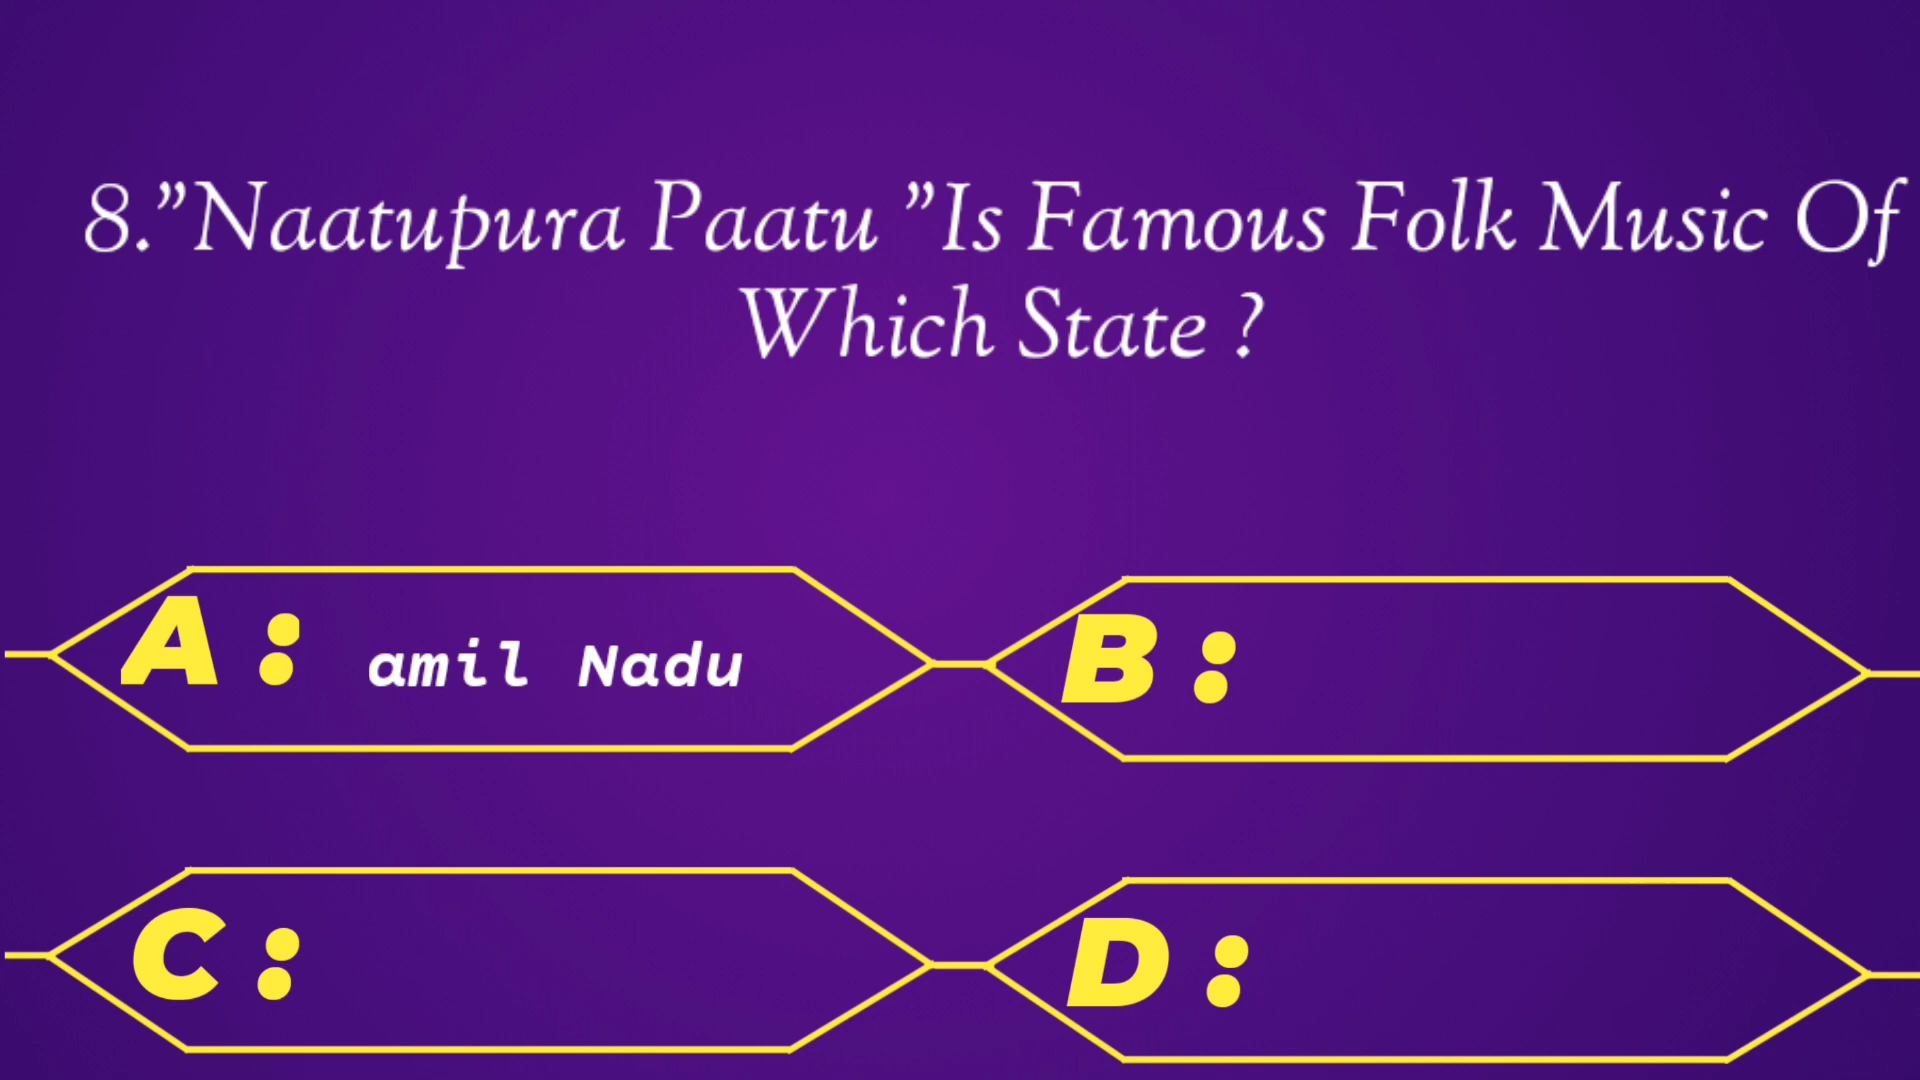 8.”Naatupura Paatu ”Is Famous Folk Music Of
Which State ?
A : amil Nadu
B :
C :
D :